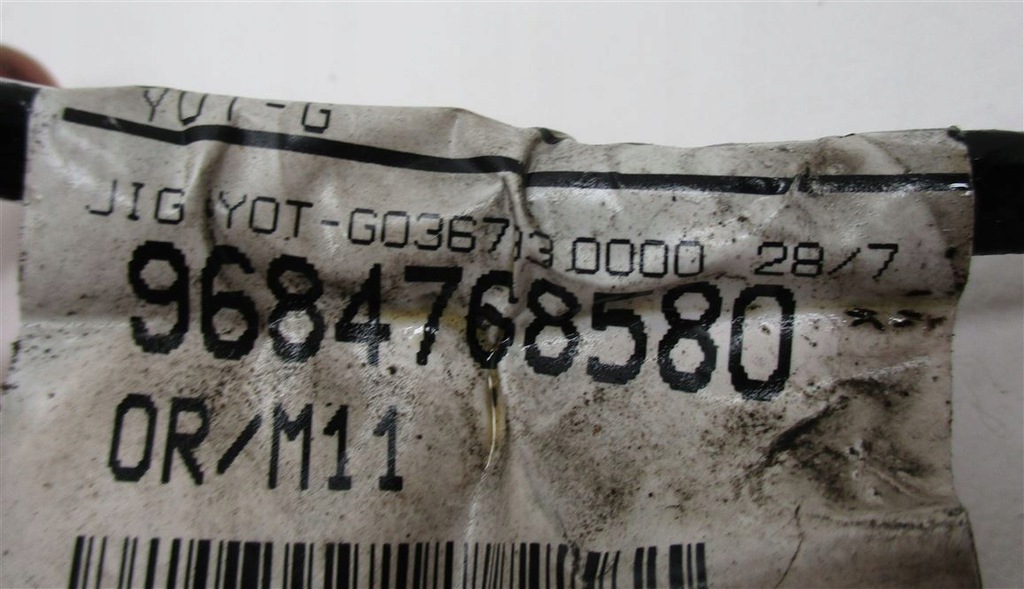 YOT-G
JIG YOT-G03673 0000 28/7
9684768580
OR/M11